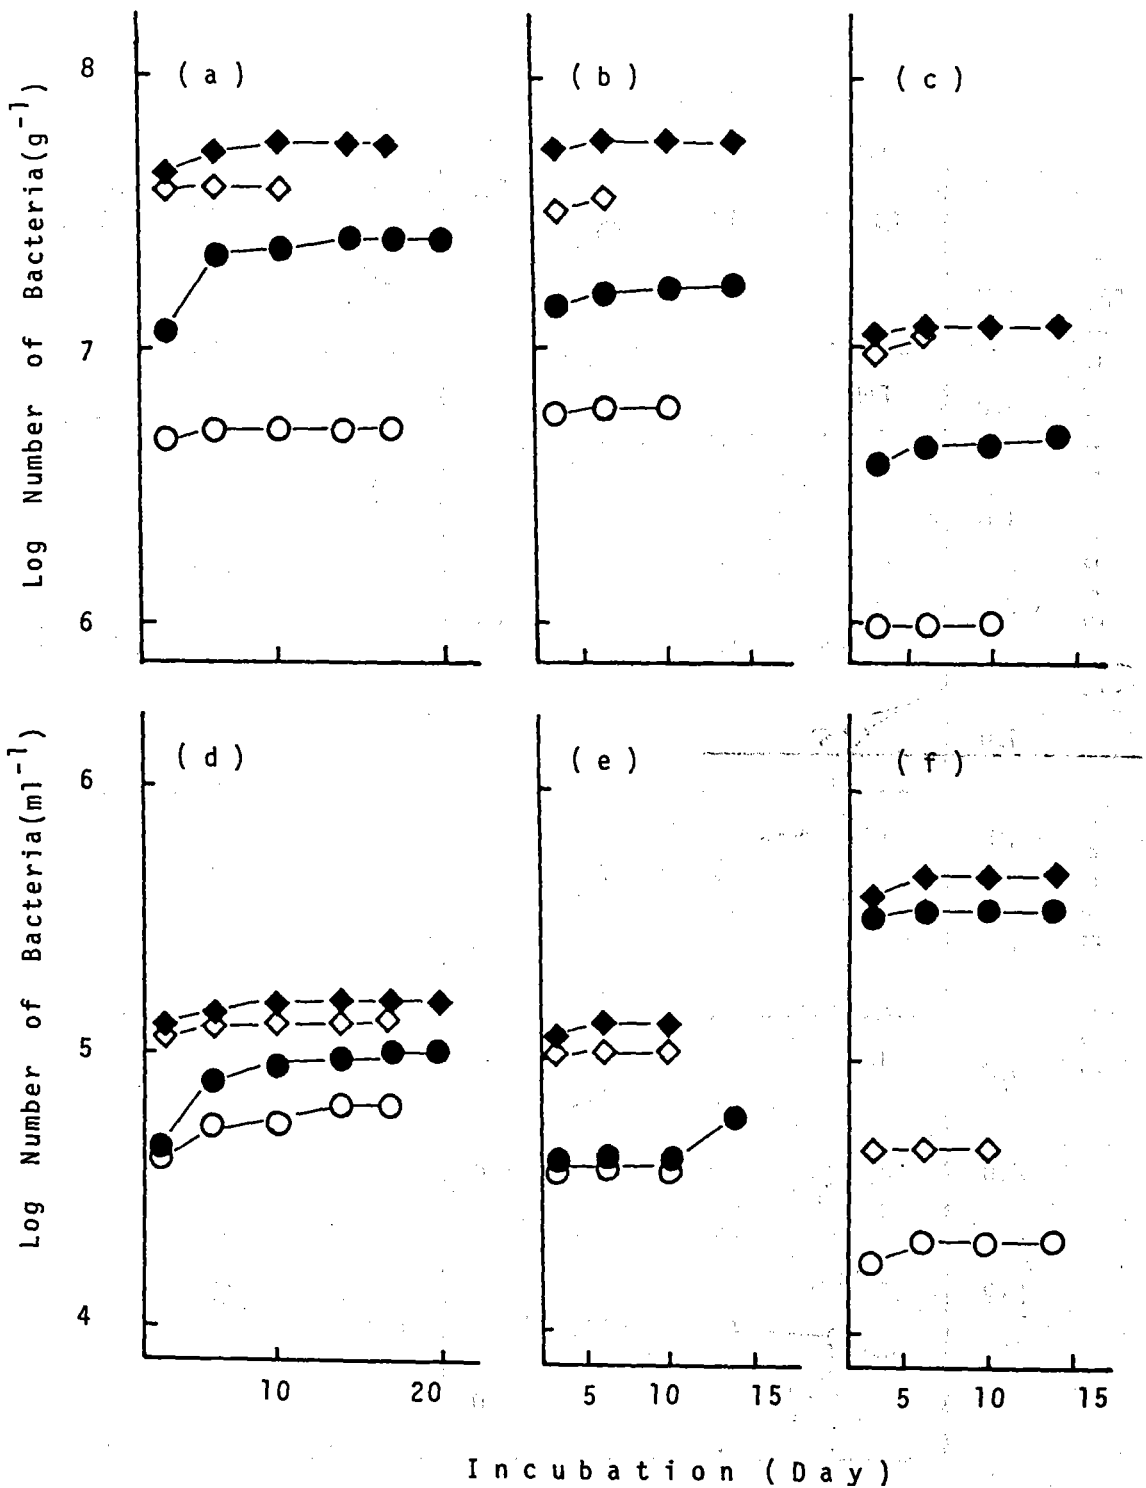 8
(a)
(b)
(c)
7
6
Log Number of Bacteria(g⁻¹)
6
(d)
(e)
(f)
5
4
Log Number of Bacteria(ml⁻¹)
10 20 5 10 15 5 10 15
Incubation (Day)